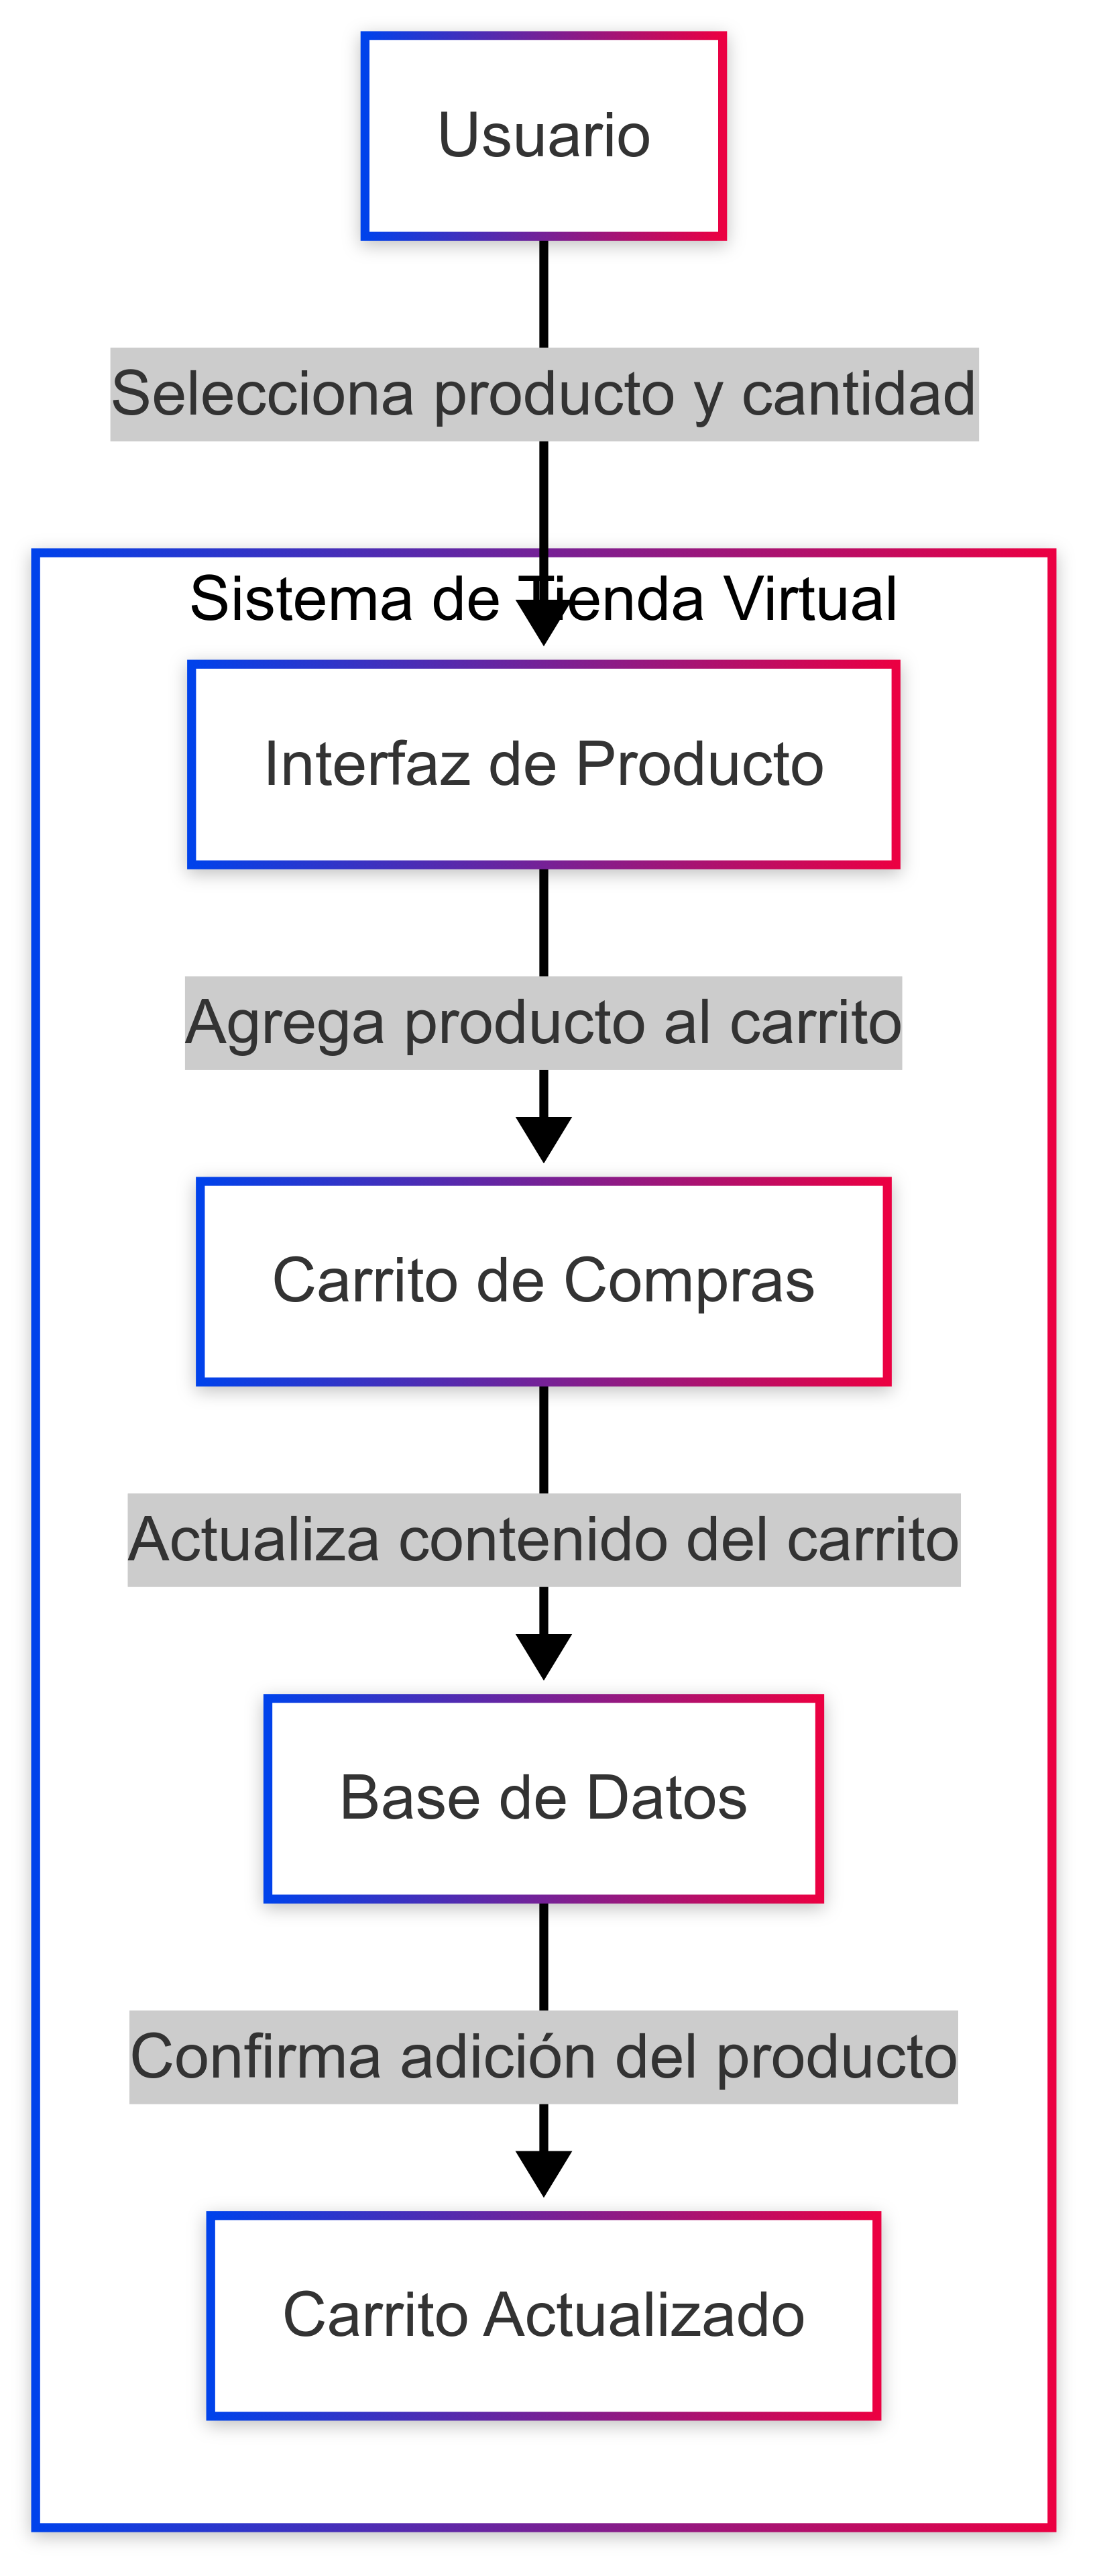 Usuario
Selecciona producto y cantidad
Sistema de Tienda Virtual
Interfaz de Producto
Agrega producto al carrito
Carrito de Compras
Actualiza contenido del carrito
Base de Datos
Confirma adición del producto
Carrito Actualizado